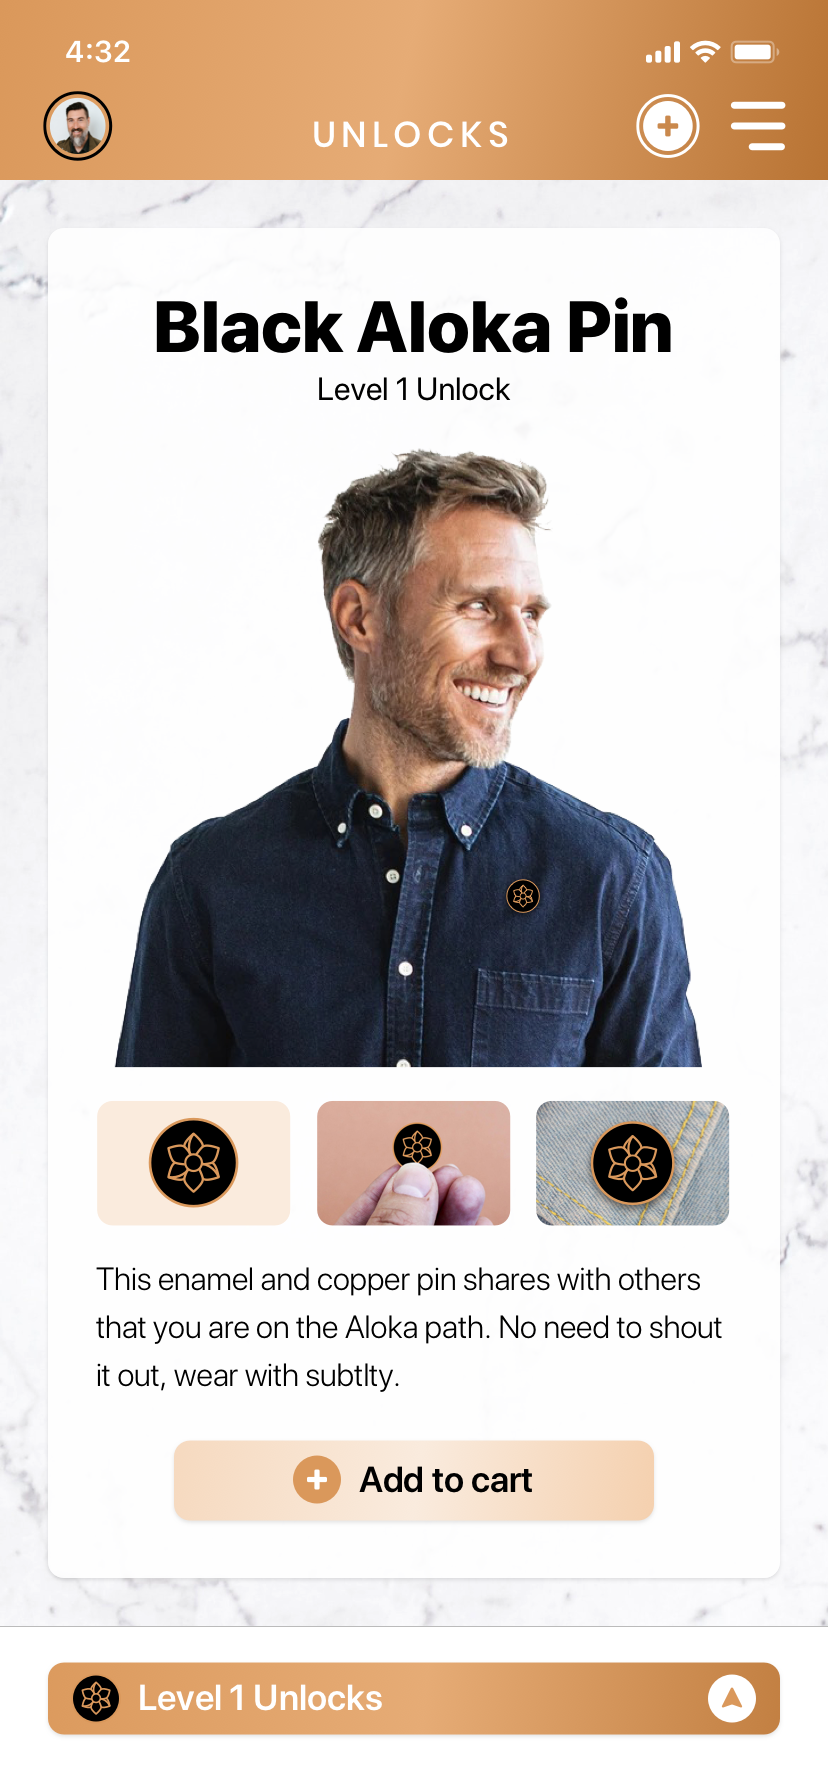 4:32
UNLOCKS
Black Aloka Pin
Level 1 Unlock
This enamel and copper pin shares with others
that you are on the Aloka path. No need to shout
it out, wear with subtlty.
Add to cart
Level 1 Unlocks